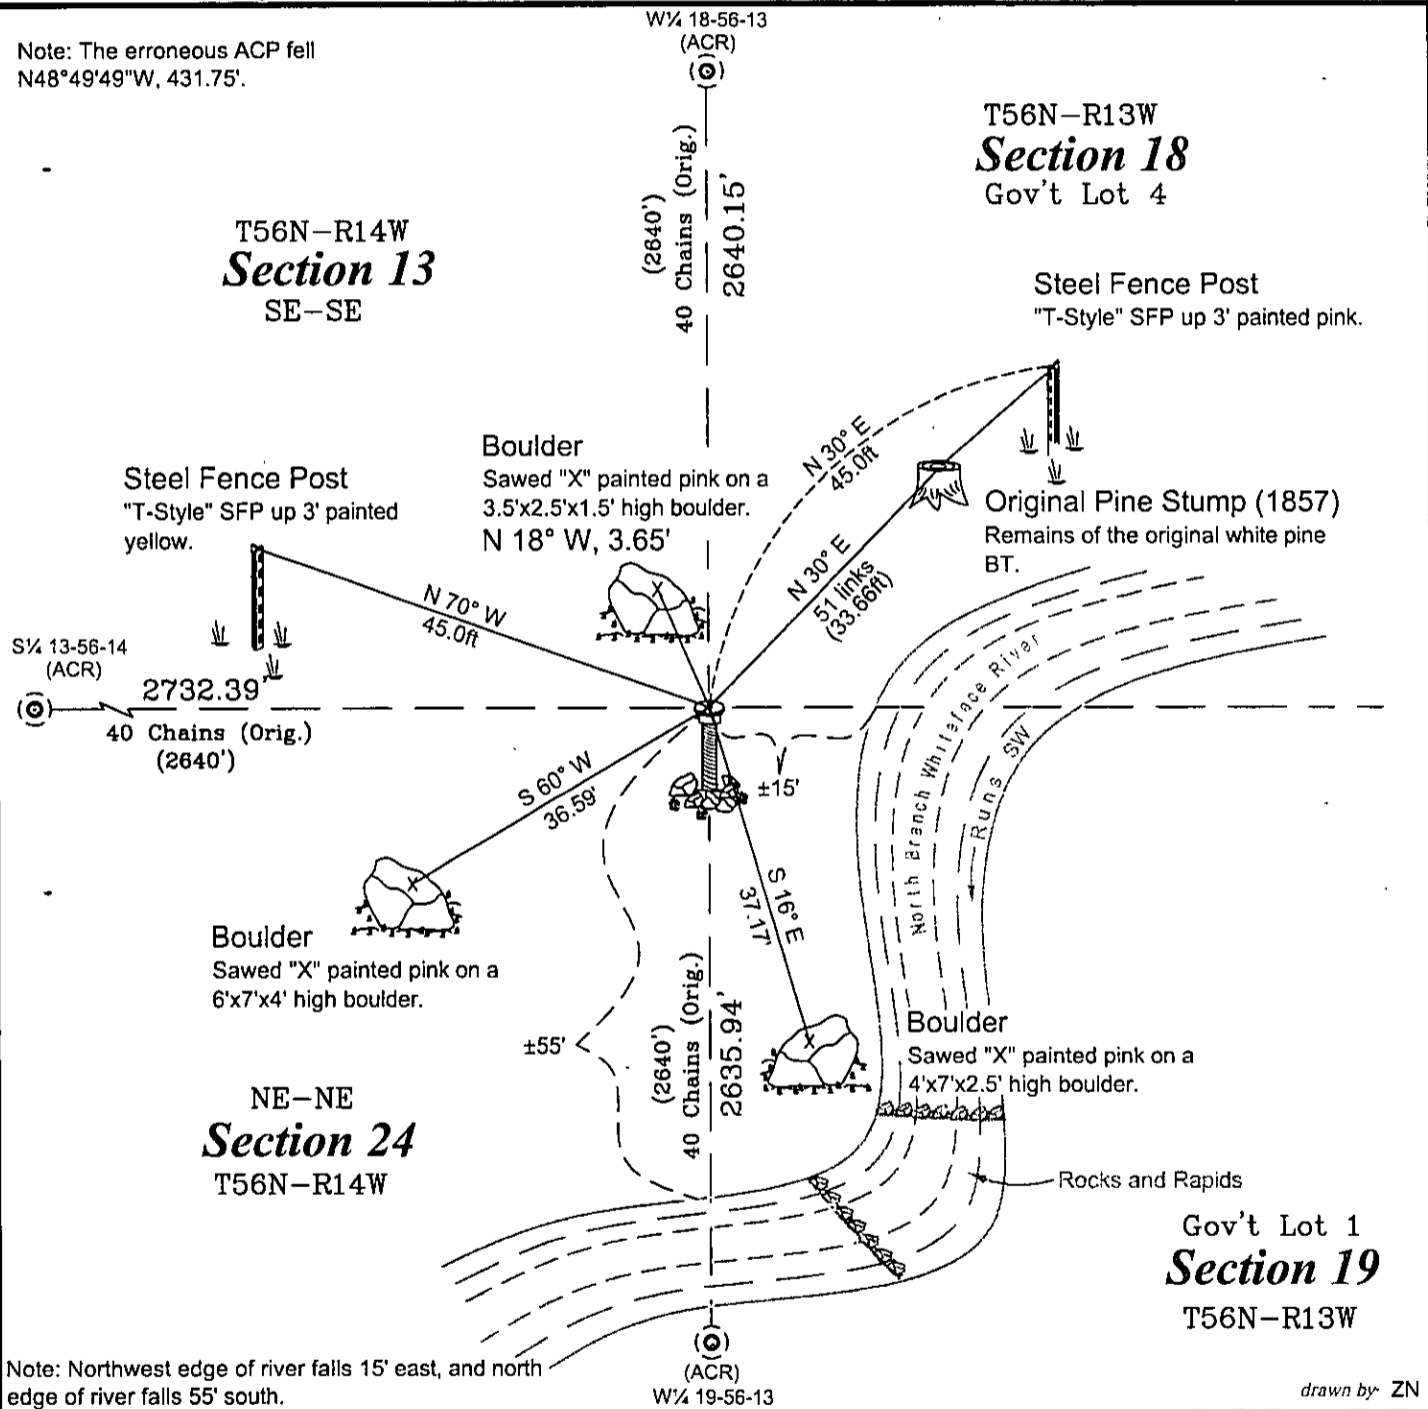 W¼ 18-56-13
(ACR)
Note: The erroneous ACP fell
N48°49'49"W, 431.75'.
T56N-R13W
Section 18
Gov't Lot 4
(2640')
40 Chains (Orig.)
2640.15'
T56N-R14W
Section 13
SE-SE
Steel Fence Post
"T-Style" SFP up 3' painted pink.
Boulder
Sawed "X" painted pink on a
3.5'x2.5'x1.5' high boulder.
N 18° W, 3.65'
Steel Fence Post
"T-Style" SFP up 3' painted
yellow.
N 30° E
45.0ft
Original Pine Stump (1857)
Remains of the original white pine
BT.
N 30° E
51 links
(33.66ft)
N 70° W
45.0ft
S¼ 13-56-14
(ACR)
2732.39'
40 Chains (Orig.)
(2640')
North Branch Whiteface River
Runs SW
±15'
S 60° W
36.59'
S 16° E
37.17'
Boulder
Sawed "X" painted pink on a
6'x7'x4' high boulder.
±55'
(2640')
40 Chains (Orig.)
2635.94'
Boulder
Sawed "X" painted pink on a
4'x7'x2.5' high boulder.
NE-NE
Section 24
T56N-R14W
Rocks and Rapids
Gov't Lot 1
Section 19
T56N-R13W
(ACR)
W¼ 19-56-13
Note: Northwest edge of river falls 15' east, and north
edge of river falls 55' south.
drawn by ZN